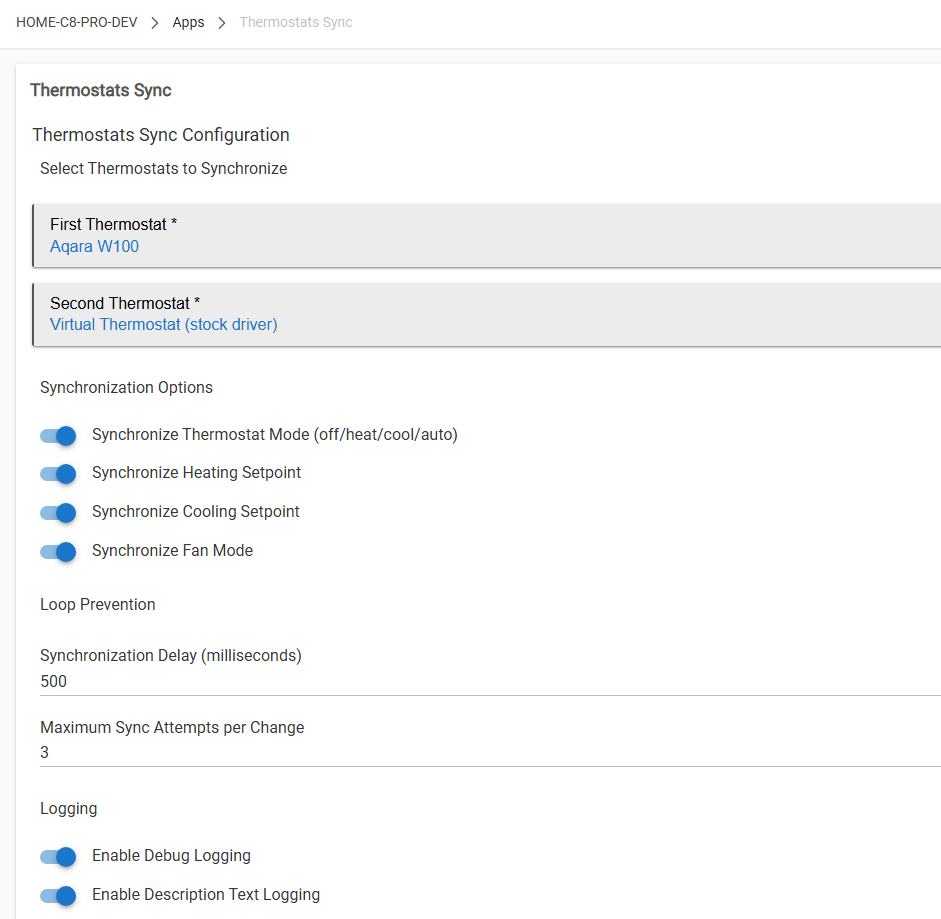 HOME-C8-PRO-DEV > Apps > Thermostats Sync
Thermostats Sync
Thermostats Sync Configuration
Select Thermostats to Synchronize
First Thermostat *
Aqara W100
Second Thermostat *
Virtual Thermostat (stock driver)
Synchronization Options
Synchronize Thermostat Mode (off/heat/cool/auto)
Synchronize Heating Setpoint
Synchronize Cooling Setpoint
Synchronize Fan Mode
Loop Prevention
Synchronization Delay (milliseconds)
500
Maximum Sync Attempts per Change
3
Logging
Enable Debug Logging
Enable Description Text Logging